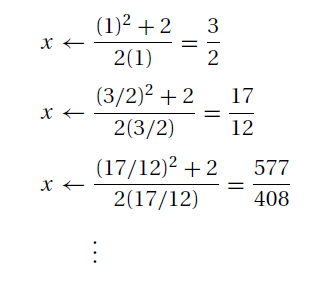 x ← ((1)² + 2) / (2(1)) = 3/2
x ← ((3/2)² + 2) / (2(3/2)) = 17/12
x ← ((17/12)² + 2) / (2(17/12)) = 577/408
⋮